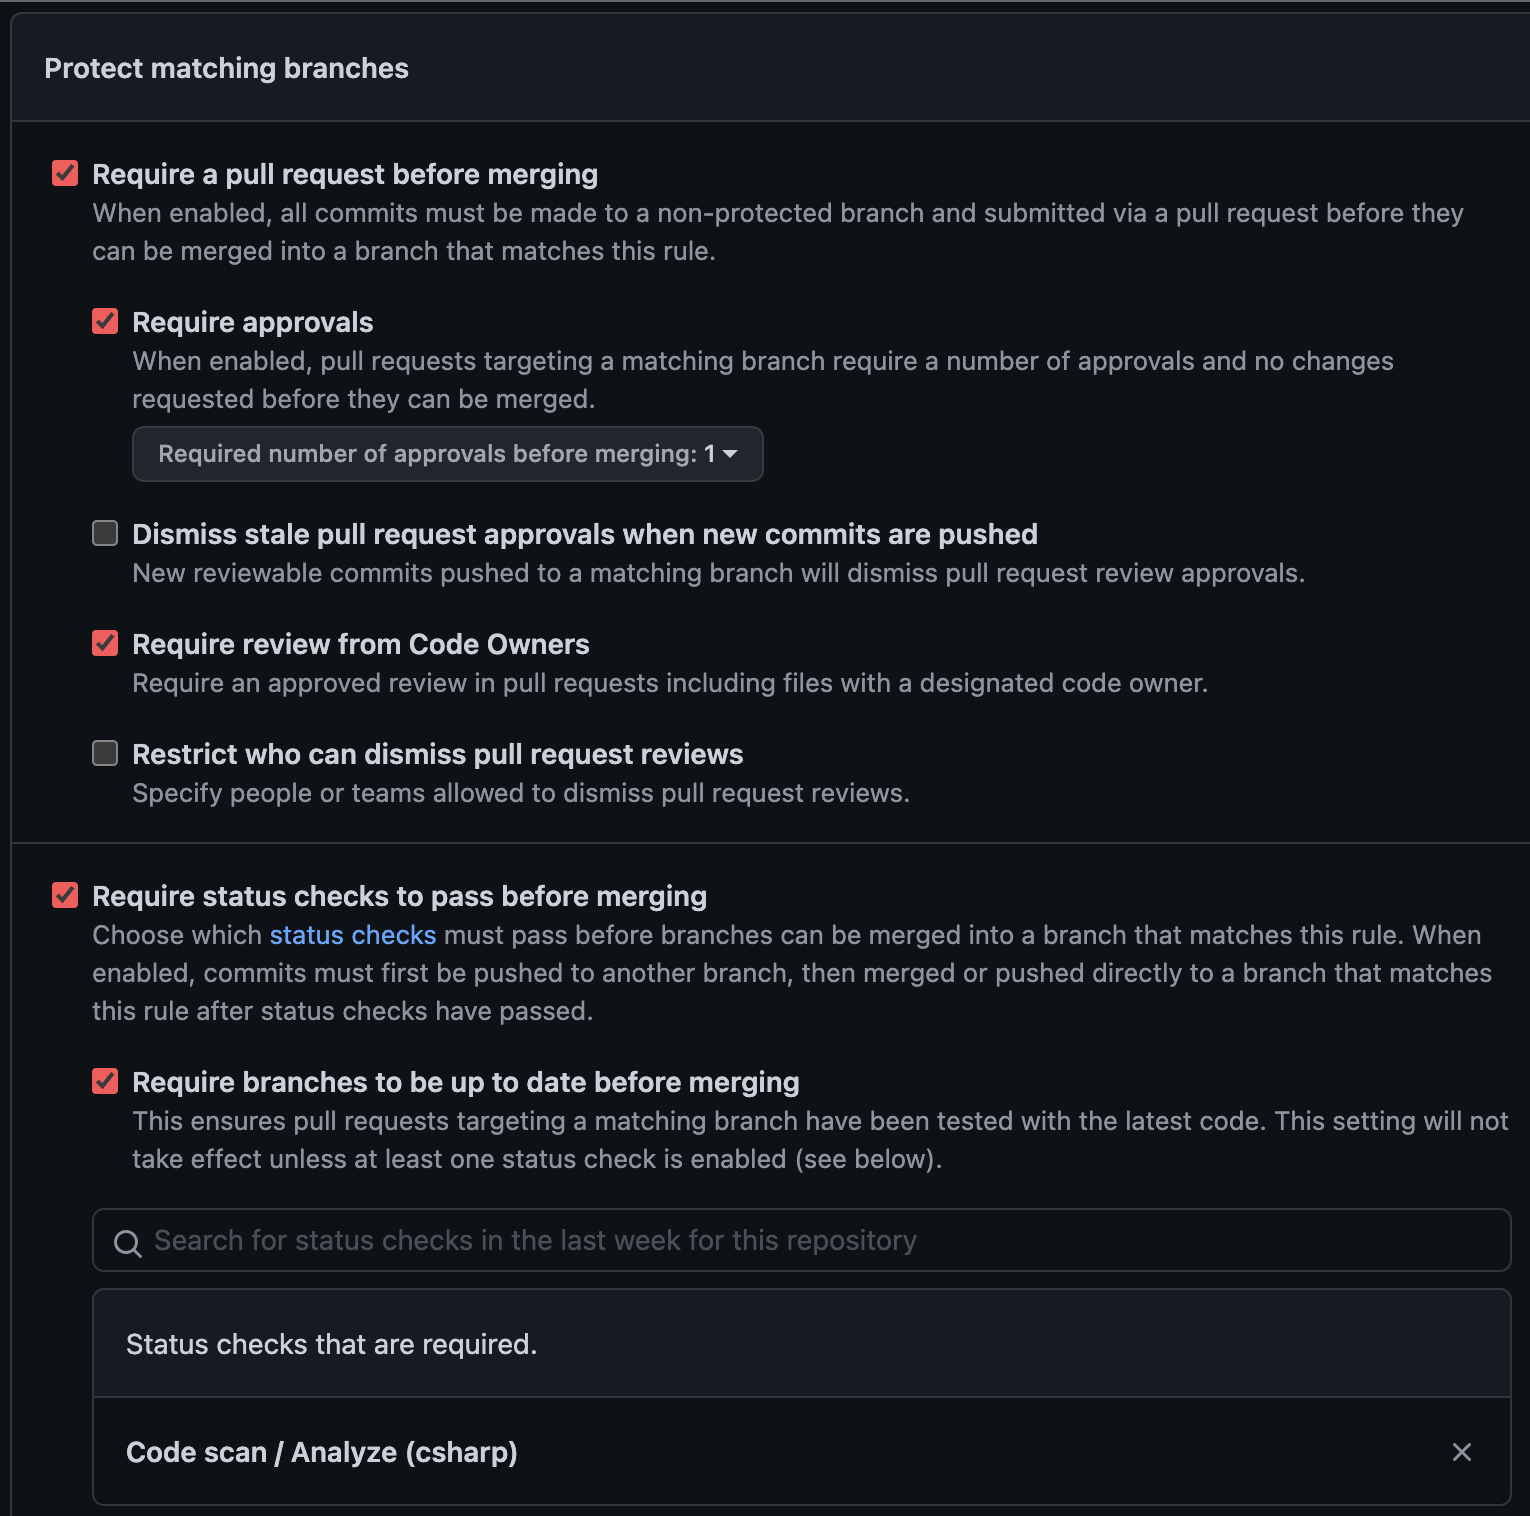 Protect matching branches
Require a pull request before merging
When enabled, all commits must be made to a non-protected branch and submitted via a pull request before they
can be merged into a branch that matches this rule.
Require approvals
When enabled, pull requests targeting a matching branch require a number of approvals and no changes
requested before they can be merged.
Required number of approvals before merging: 1
Dismiss stale pull request approvals when new commits are pushed
New reviewable commits pushed to a matching branch will dismiss pull request review approvals.
Require review from Code Owners
Require an approved review in pull requests including files with a designated code owner.
Restrict who can dismiss pull request reviews
Specify people or teams allowed to dismiss pull request reviews.
Require status checks to pass before merging
Choose which status checks must pass before branches can be merged into a branch that matches this rule. When
enabled, commits must first be pushed to another branch, then merged or pushed directly to a branch that matches
this rule after status checks have passed.
Require branches to be up to date before merging
This ensures pull requests targeting a matching branch have been tested with the latest code. This setting will not
take effect unless at least one status check is enabled (see below).
Search for status checks in the last week for this repository
Status checks that are required.
Code scan / Analyze (csharp)